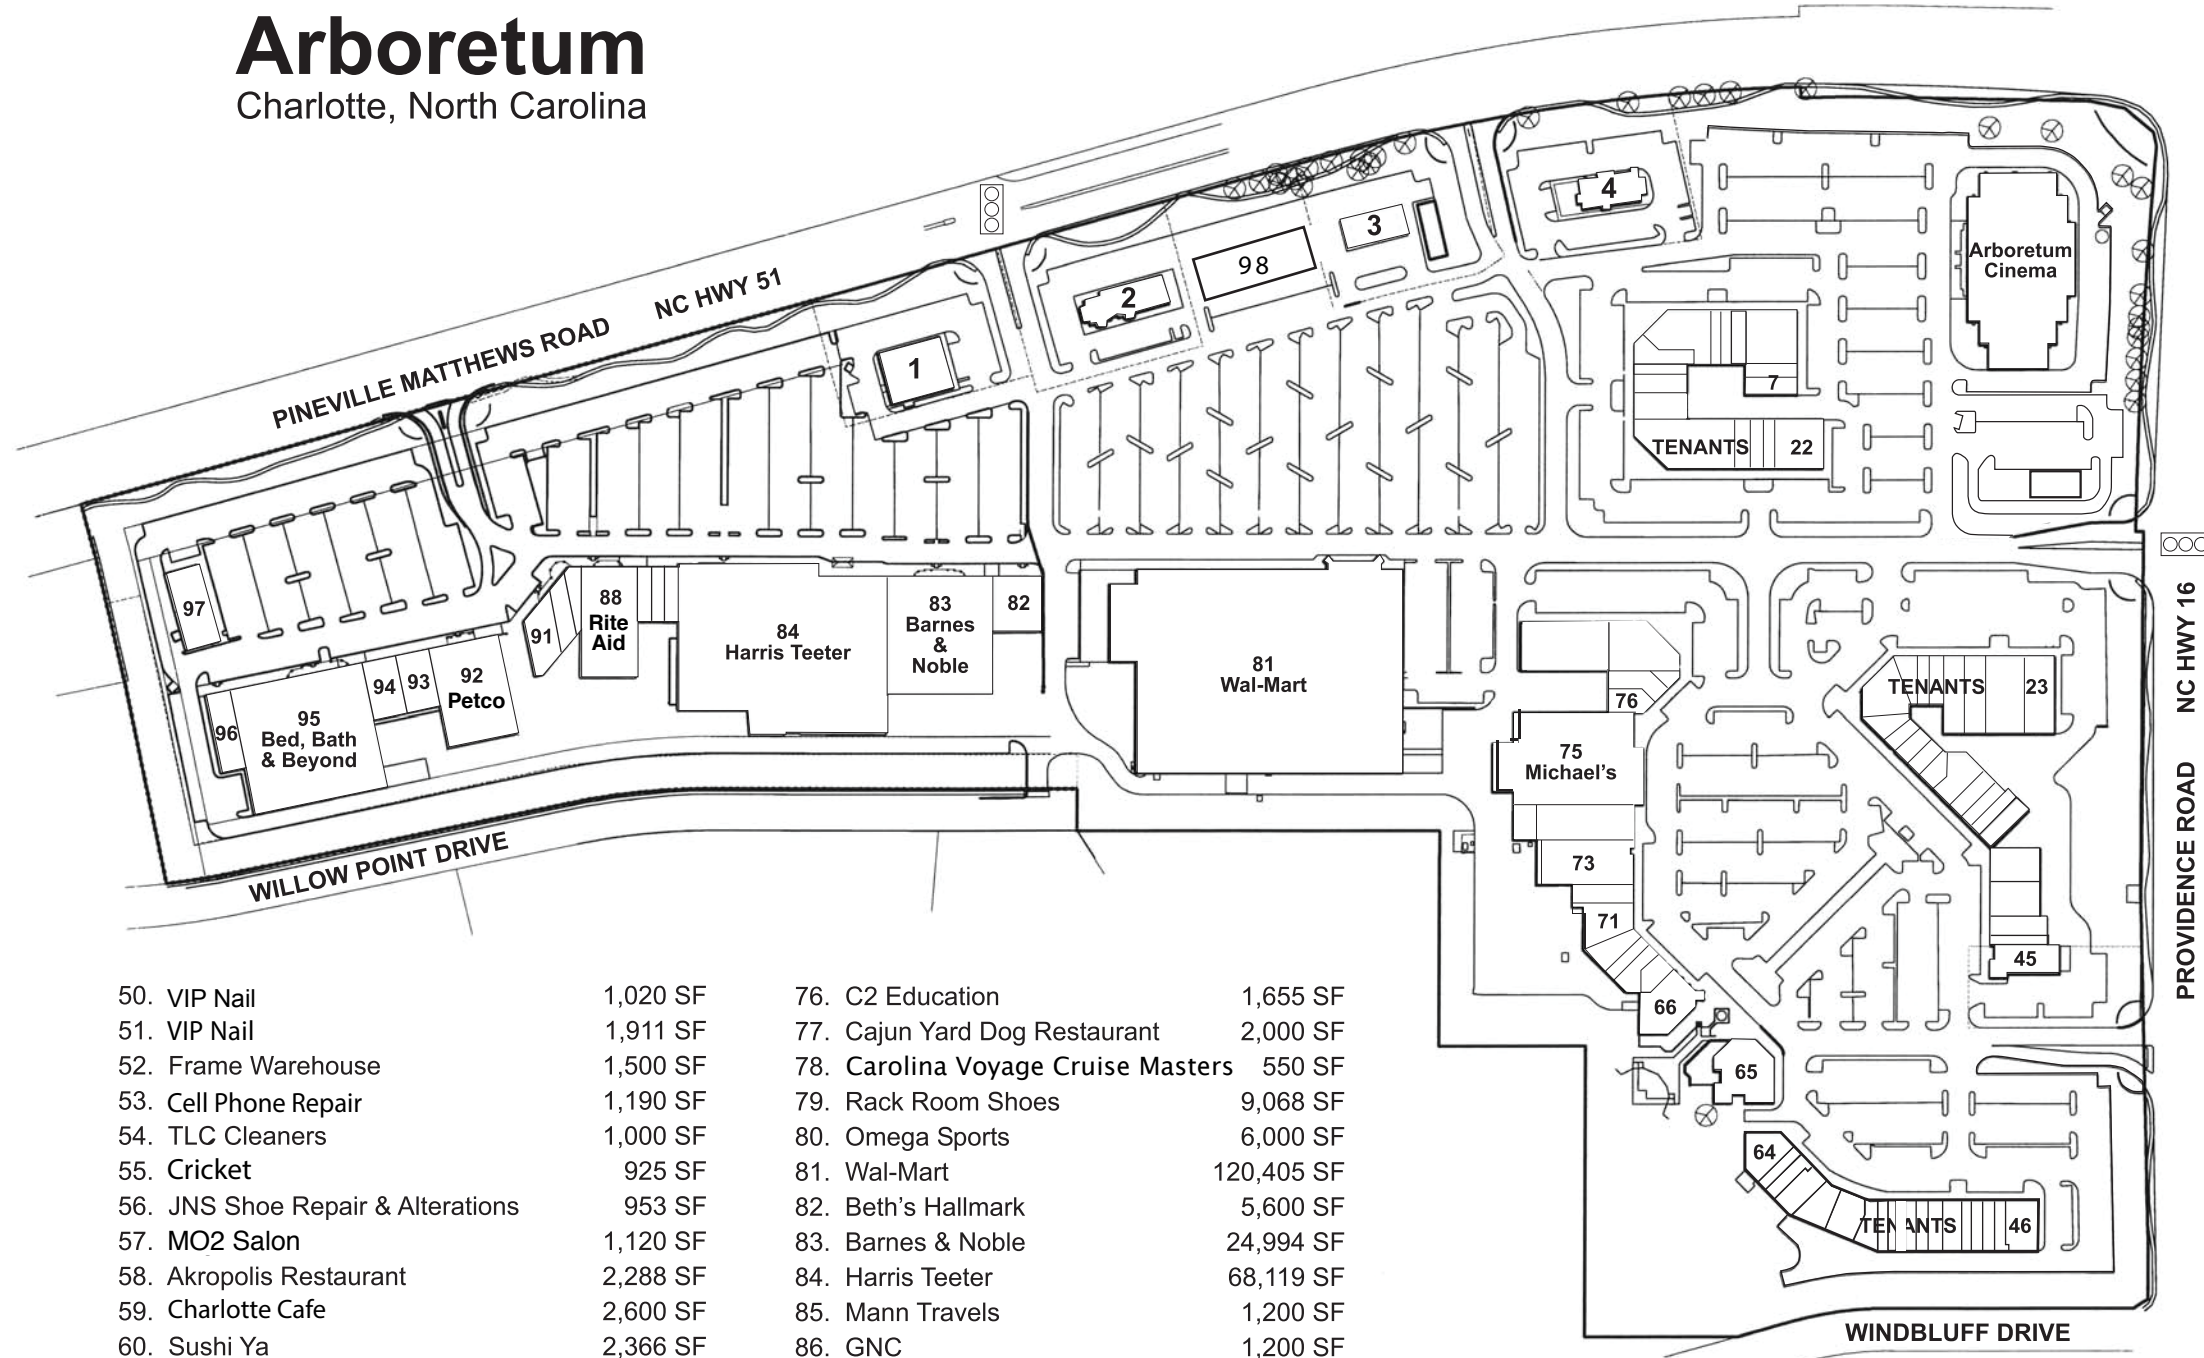 Arboretum
Charlotte, North Carolina
PINEVILLE MATTHEWS ROAD NC HWY 51
1
2
98
3
4
Arboretum
Cinema
7
TENANTS 22
97
91
88
Rite
Aid
84
Harris Teeter
83
Barnes
&
Noble
82
81
Wal-Mart
96
95
Bed, Bath
& Beyond
94
93
92
Petco
76
75
Michael's
73
71
66
65
64
TENANTS 23
45
TENANTS 46
WILLOW POINT DRIVE
PROVIDENCE ROAD NC HWY 16
WINDBLUFF DRIVE
50. VIP Nail 1,020 SF
51. VIP Nail 1,911 SF
52. Frame Warehouse 1,500 SF
53. Cell Phone Repair 1,190 SF
54. TLC Cleaners 1,000 SF
55. Cricket 925 SF
56. JNS Shoe Repair & Alterations 953 SF
57. MO2 Salon 1,120 SF
58. Akropolis Restaurant 2,288 SF
59. Charlotte Cafe 2,600 SF
60. Sushi Ya 2,366 SF
76. C2 Education 1,655 SF
77. Cajun Yard Dog Restaurant 2,000 SF
78. Carolina Voyage Cruise Masters 550 SF
79. Rack Room Shoes 9,068 SF
80. Omega Sports 6,000 SF
81. Wal-Mart 120,405 SF
82. Beth's Hallmark 5,600 SF
83. Barnes & Noble 24,994 SF
84. Harris Teeter 68,119 SF
85. Mann Travels 1,200 SF
86. GNC 1,200 SF